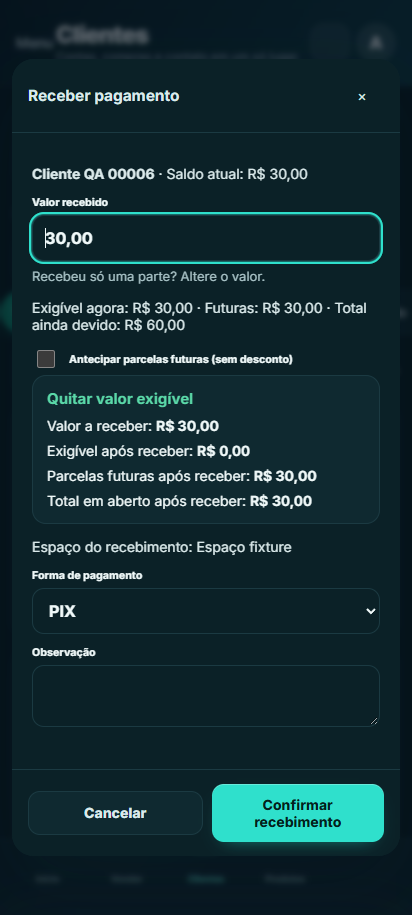 Menu
Clientes
A
Receber pagamento
×
Cliente QA 00006 · Saldo atual: R$ 30,00
Valor recebido
30,00
Recebeu só uma parte? Altere o valor.
Exigível agora: R$ 30,00 · Futuras: R$ 30,00 · Total
ainda devido: R$ 60,00
Antecipar parcelas futuras (sem desconto)
Quitar valor exigível
Valor a receber: R$ 30,00
Exigível após receber: R$ 0,00
Parcelas futuras após receber: R$ 30,00
Total em aberto após receber: R$ 30,00
Espaço do recebimento: Espaço fixture
Forma de pagamento
PIX
Observação
Cancelar
Confirmar
recebimento